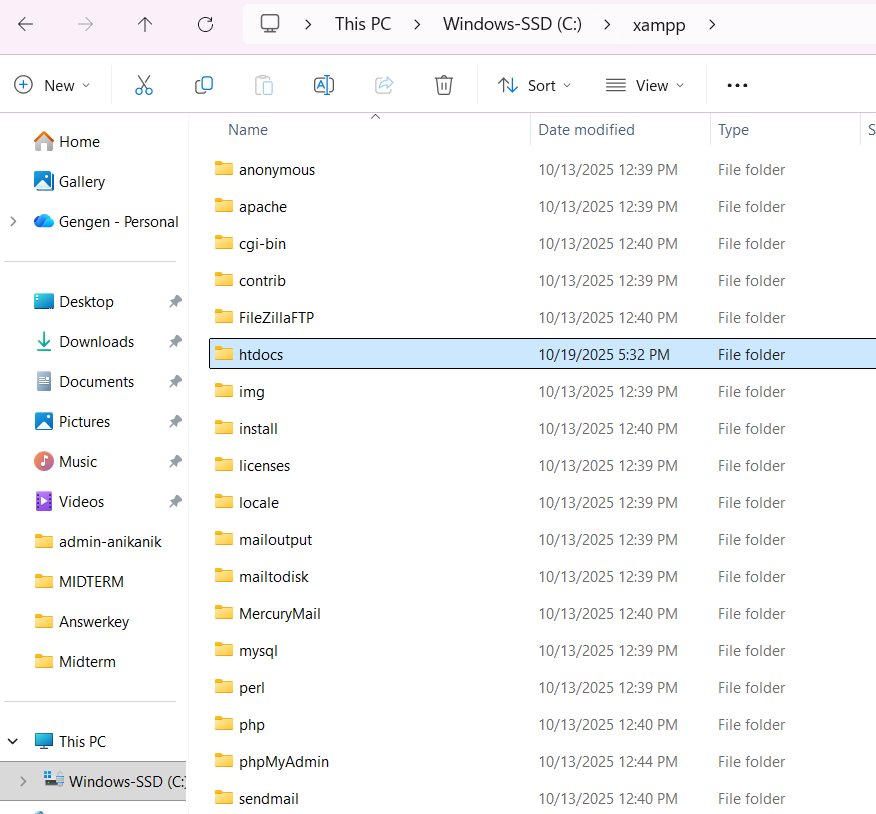 This PC > Windows-SSD (C:) > xampp >
New Sort View
Name Date modified Type S
Home
Gallery
Gengen - Personal
Desktop
Downloads
Documents
Pictures
Music
Videos
admin-anikanik
MIDTERM
Answerkey
Midterm
This PC
Windows-SSD (C:)
anonymous 10/13/2025 12:39 PM File folder
apache 10/13/2025 12:39 PM File folder
cgi-bin 10/13/2025 12:40 PM File folder
contrib 10/13/2025 12:39 PM File folder
FileZillaFTP 10/13/2025 12:40 PM File folder
htdocs 10/19/2025 5:32 PM File folder
img 10/13/2025 12:39 PM File folder
install 10/13/2025 12:40 PM File folder
licenses 10/13/2025 12:39 PM File folder
locale 10/13/2025 12:39 PM File folder
mailoutput 10/13/2025 12:39 PM File folder
mailtodisk 10/13/2025 12:39 PM File folder
MercuryMail 10/13/2025 12:40 PM File folder
mysql 10/13/2025 12:39 PM File folder
perl 10/13/2025 12:39 PM File folder
php 10/13/2025 12:40 PM File folder
phpMyAdmin 10/13/2025 12:44 PM File folder
sendmail 10/13/2025 12:40 PM File folder